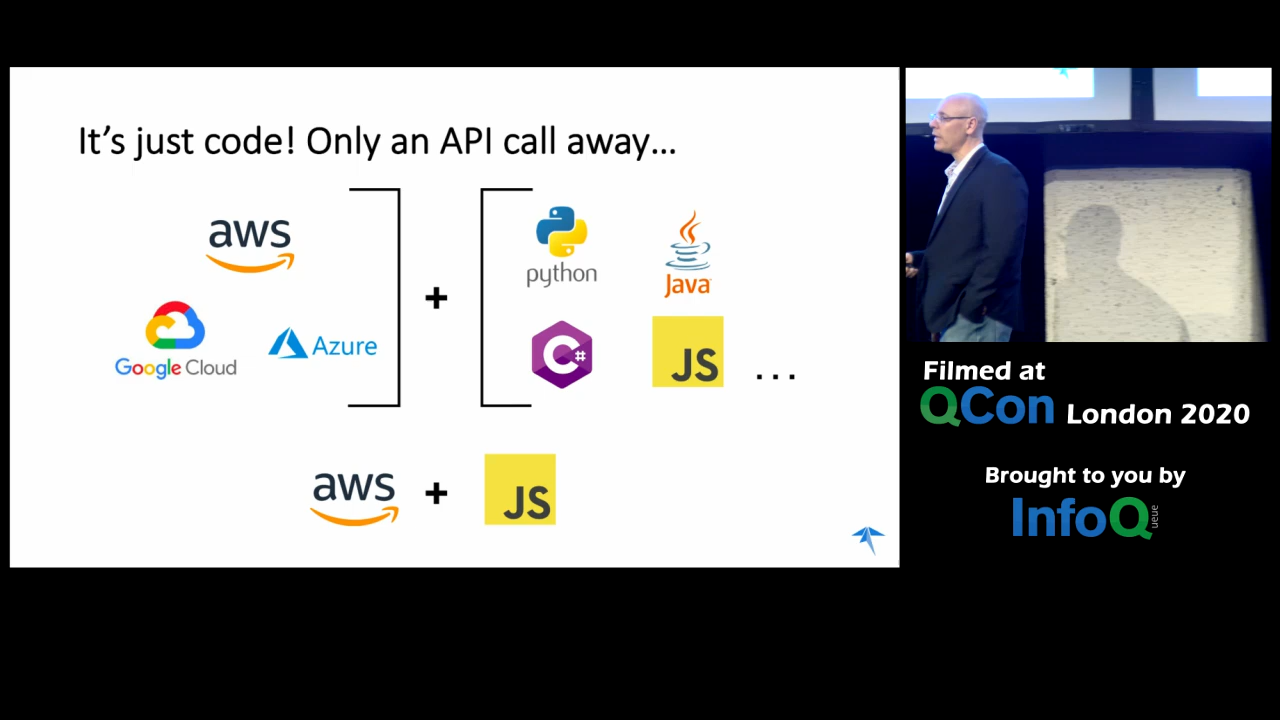 It's just code! Only an API call away...
aws
Google Cloud
Azure
+
python
Java
C#
JS
...
aws + JS
Filmed at
QCon London 2020
Brought to you by
InfoQueue